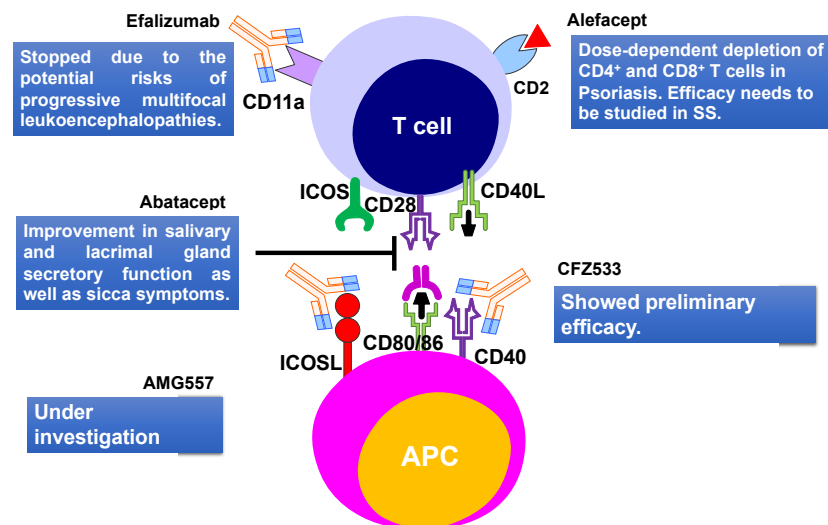 Efalizumab
Stopped due to the
potential risks of
progressive multifocal
leukoencephalopathies.
CD11a
Alefacept
Dose-dependent depletion of
CD4⁺ and CD8⁺ T cells in
Psoriasis. Efficacy needs to
be studied in SS.
CD2
T cell
ICOS
CD28
CD40L
Abatacept
Improvement in salivary
and lacrimal gland
secretory function as
well as sicca symptoms.
CFZ533
Showed preliminary
efficacy.
CD80/86
ICOSL
CD40
AMG557
Under
investigation
APC